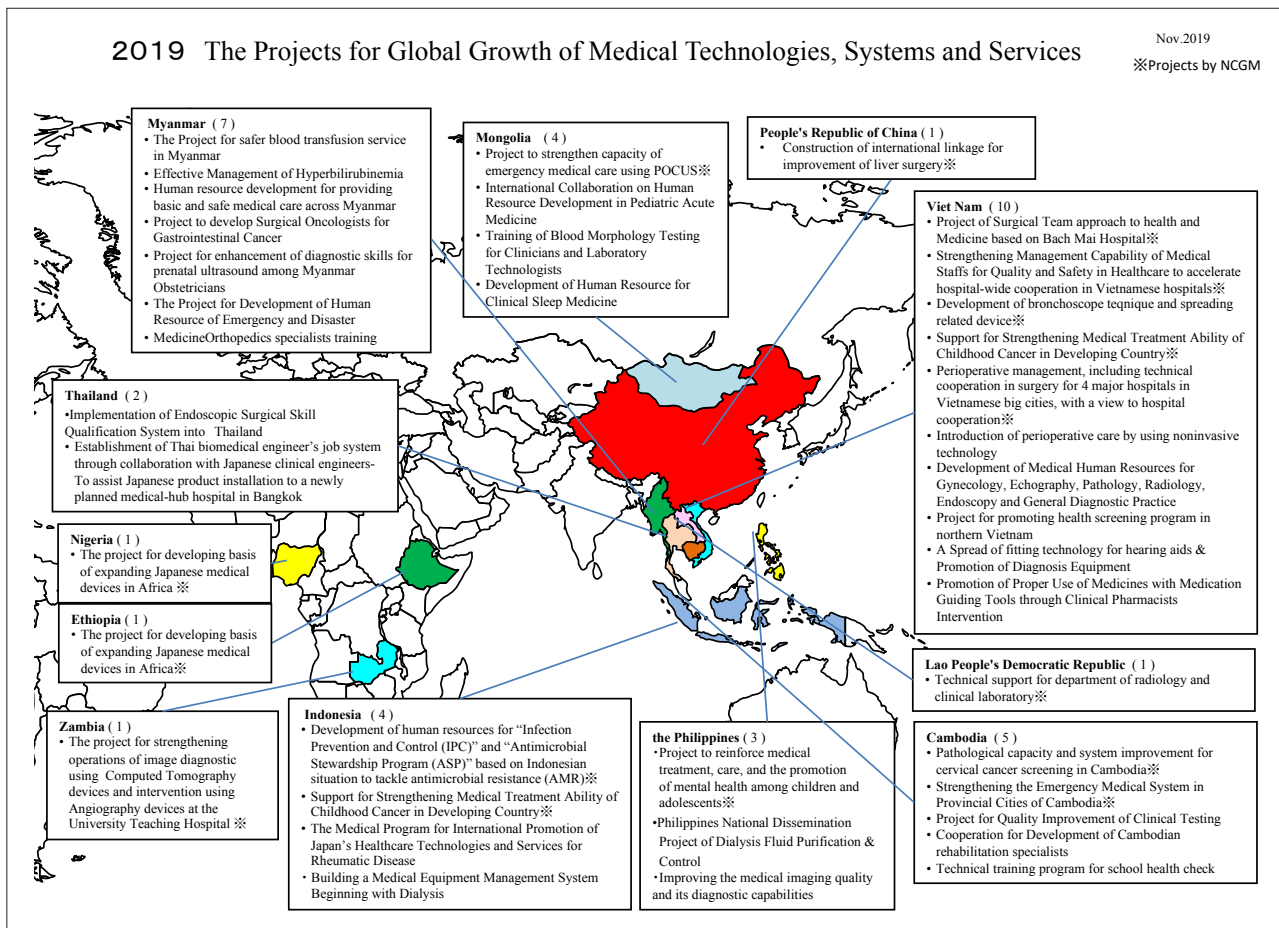 2019 The Projects for Global Growth of Medical Technologies, Systems and Services
Nov.2019
※Projects by NCGM
Myanmar ( 7 )
• The Project for safer blood transfusion service
in Myanmar
• Effective Management of Hyperbilirubinemia
• Human resource development for providing
basic and safe medical care across Myanmar
• Project to develop Surgical Oncologists for
Gastrointestinal Cancer
• Project for enhancement of diagnostic skills for
prenatal ultrasound among Myanmar
Obstetricians
• The Project for Development of Human
Resource of Emergency and Disaster
• MedicineOrthopedics specialists training
Mongolia ( 4 )
• Project to strengthen capacity of
emergency medical care using POCUS※
• International Collaboration on Human
Resource Development in Pediatric Acute
Medicine
• Training of Blood Morphology Testing
for Clinicians and Laboratory
Technologists
• Development of Human Resource for
Clinical Sleep Medicine
People's Republic of China ( 1 )
• Construction of international linkage for
improvement of liver surgery※
Viet Nam ( 10 )
• Project of Surgical Team approach to health and
Medicine based on Bach Mai Hospital※
• Strengthening Management Capability of Medical
Staffs for Quality and Safety in Healthcare to accelerate
hospital-wide cooperation in Vietnamese hospitals※
• Development of bronchoscope teqnique and spreading
related device※
• Support for Strengthening Medical Treatment Ability of
Childhood Cancer in Developing Country※
• Perioperative management, including technical
cooperation in surgery for 4 major hospitals in
Vietnamese big cities, with a view to hospital
cooperation※
• Introduction of perioperative care by using noninvasive
technology
• Development of Medical Human Resources for
Gynecology, Echography, Pathology, Radiology,
Endoscopy and General Diagnostic Practice
• Project for promoting health screening program in
northern Vietnam
• A Spread of fitting technology for hearing aids &
Promotion of Diagnosis Equipment
• Promotion of Proper Use of Medicines with Medication
Guiding Tools through Clinical Pharmacists
Intervention
Thailand ( 2 )
•Implementation of Endoscopic Surgical Skill
Qualification System into Thailand
• Establishment of Thai biomedical engineer's job system
through collaboration with Japanese clinical engineers-
To assist Japanese product installation to a newly
planned medical-hub hospital in Bangkok
Nigeria ( 1 )
• The project for developing basis
of expanding Japanese medical
devices in Africa ※
Ethiopia ( 1 )
• The project for developing basis
of expanding Japanese medical
devices in Africa※
Zambia ( 1 )
• The project for strengthening
operations of image diagnostic
using Computed Tomography
devices and intervention using
Angiography devices at the
University Teaching Hospital ※
Indonesia ( 4 )
• Development of human resources for “Infection
Prevention and Control (IPC)” and “Antimicrobial
Stewardship Program (ASP)” based on Indonesian
situation to tackle antimicrobial resistance (AMR)※
• Support for Strengthening Medical Treatment Ability of
Childhood Cancer in Developing Country※
• The Medical Program for International Promotion of
Japan's Healthcare Technologies and Services for
Rheumatic Disease
• Building a Medical Equipment Management System
Beginning with Dialysis
the Philippines ( 3 )
・Project to reinforce medical
treatment, care, and the promotion
of mental health among children and
adolescents※
•Philippines National Dissemination
Project of Dialysis Fluid Purification &
Control
・Improving the medical imaging quality
and its diagnostic capabilities
Lao People's Democratic Republic ( 1 )
• Technical support for department of radiology and
clinical laboratory※
Cambodia ( 5 )
• Pathological capacity and system improvement for
cervical cancer screening in Cambodia※
• Strengthening the Emergency Medical System in
Provincial Cities of Cambodia※
• Project for Quality Improvement of Clinical Testing
• Cooperation for Development of Cambodian
rehabilitation specialists
• Technical training program for school health check